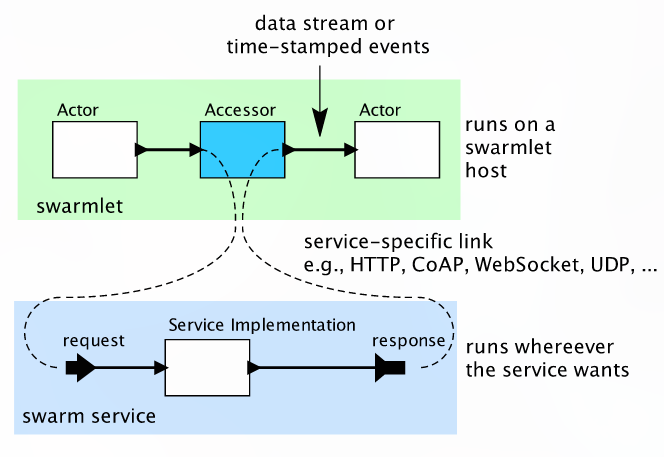 data stream or
time-stamped events
Actor
Accessor
Actor
runs on a
swarmlet
host
swarmlet
service-specific link
e.g., HTTP, CoAP, WebSocket, UDP, ...
Service Implementation
request
response
runs whereever
the service wants
swarm service